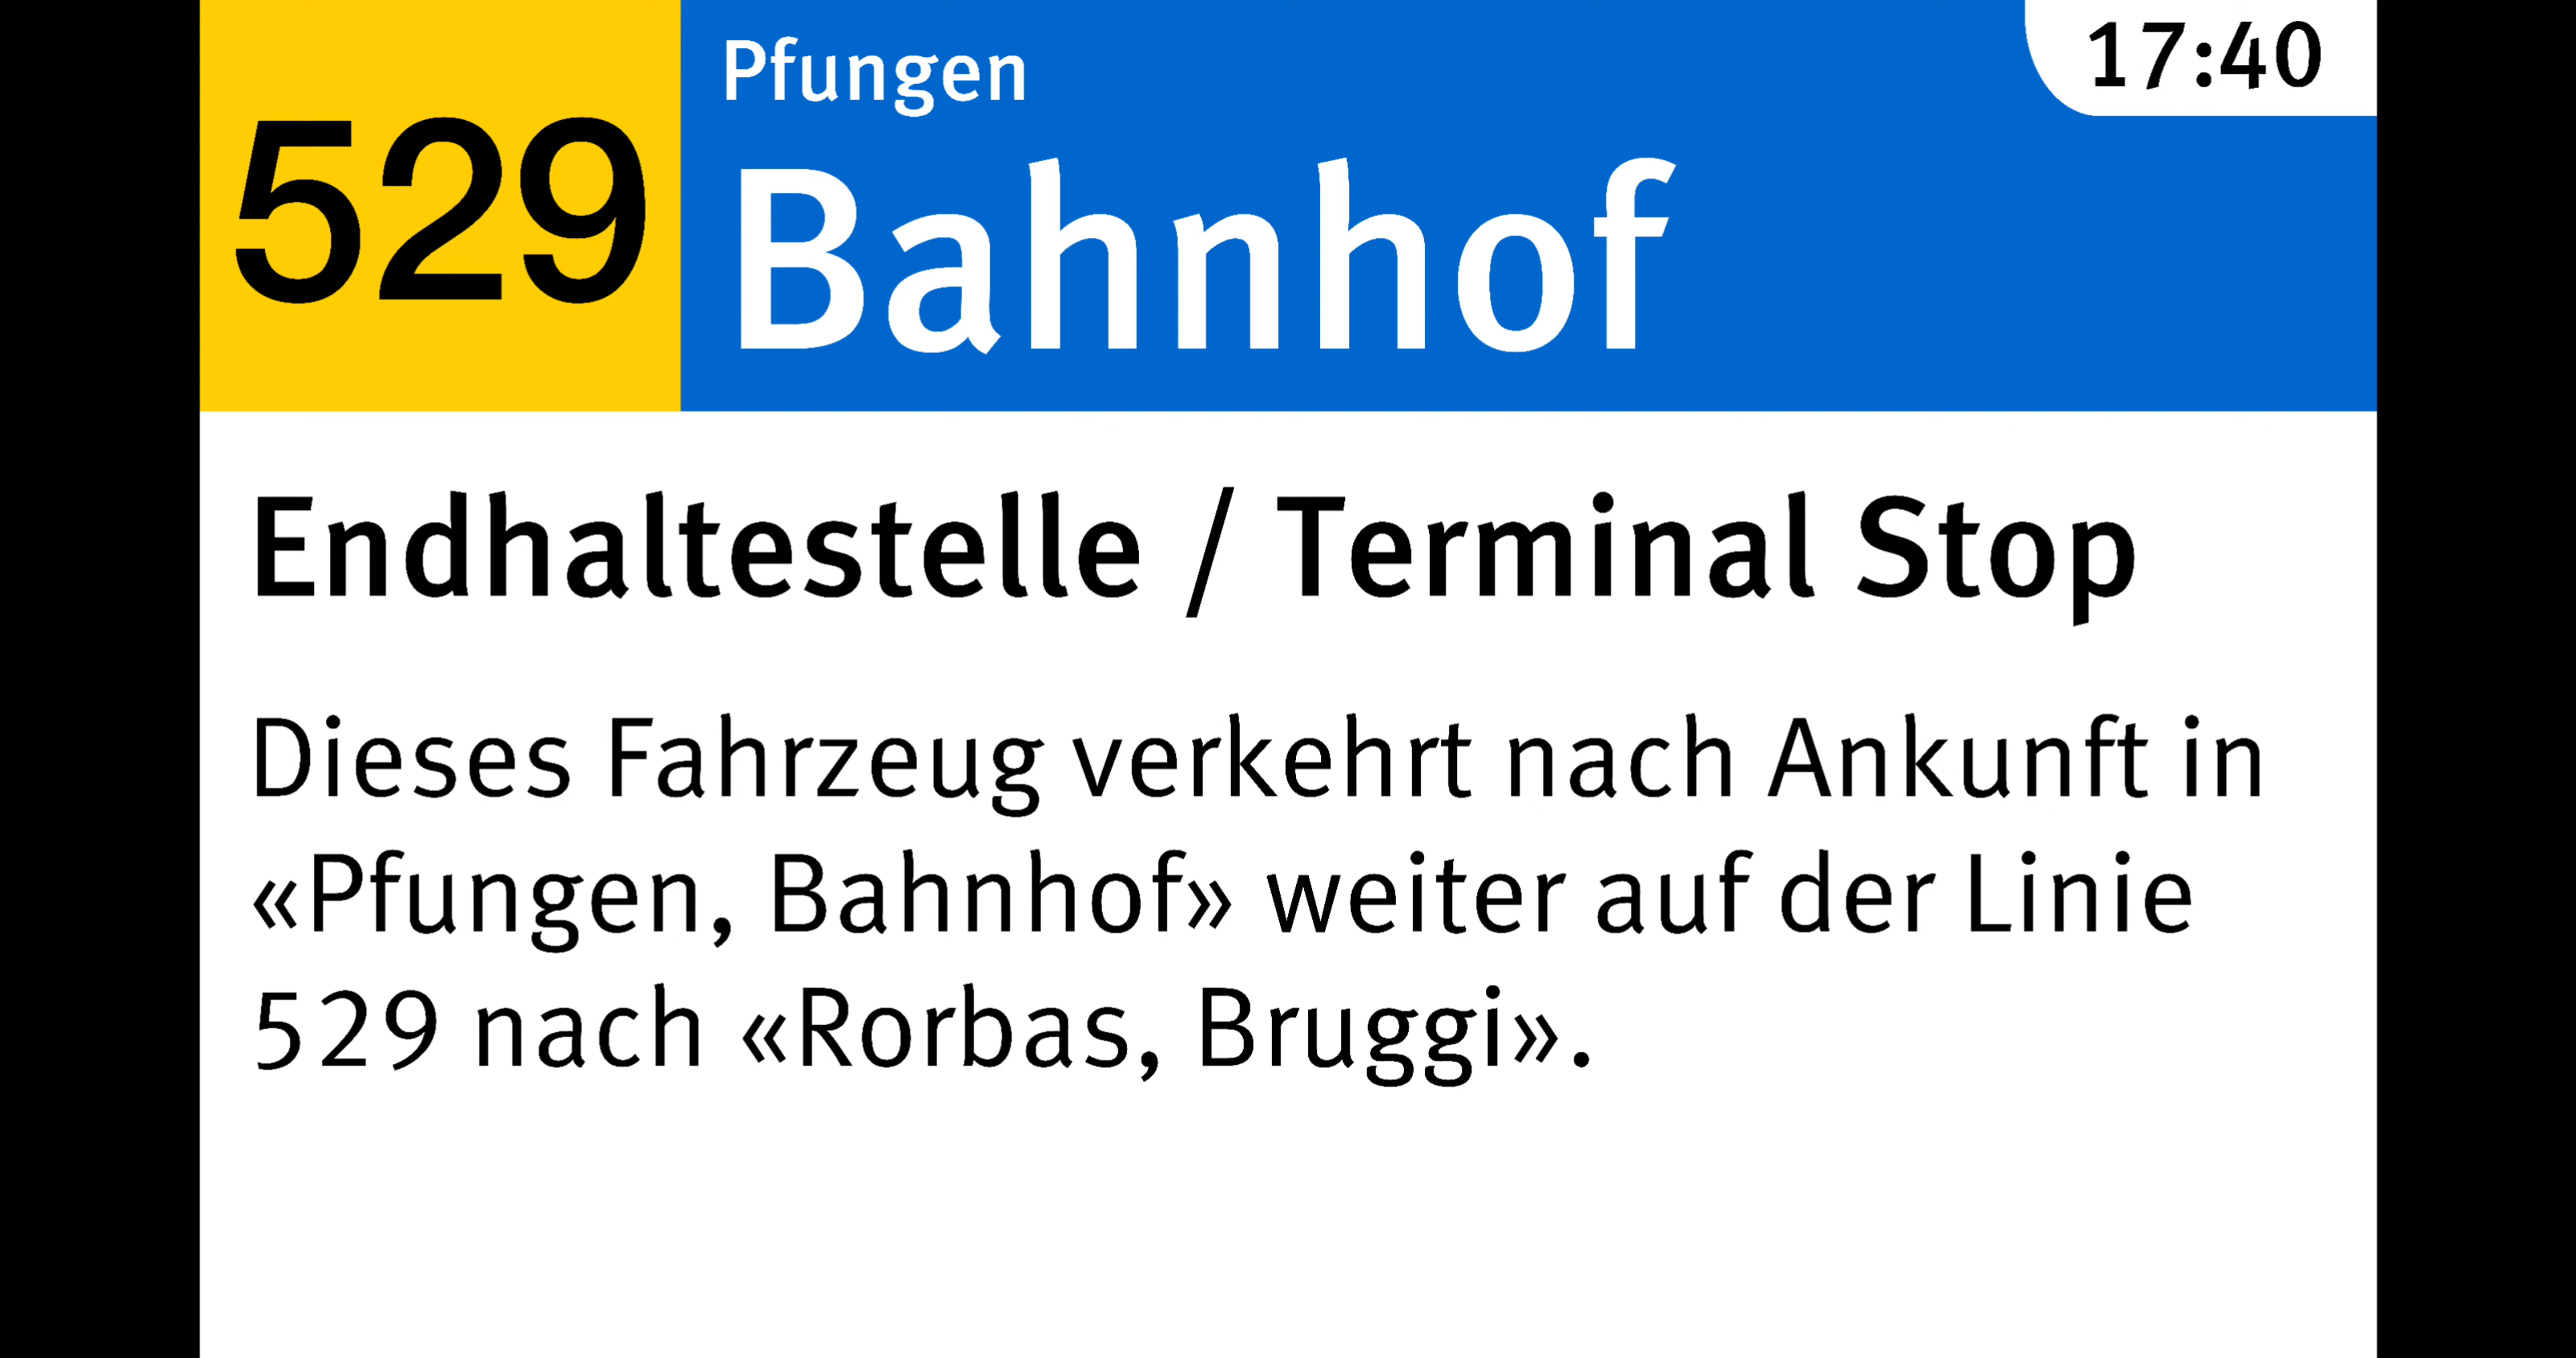 529
Pfungen
17:40
Bahnhof
Endhaltestelle / Terminal Stop
Dieses Fahrzeug verkehrt nach Ankunft in
«Pfungen, Bahnhof» weiter auf der Linie
529 nach «Rorbas, Bruggi».